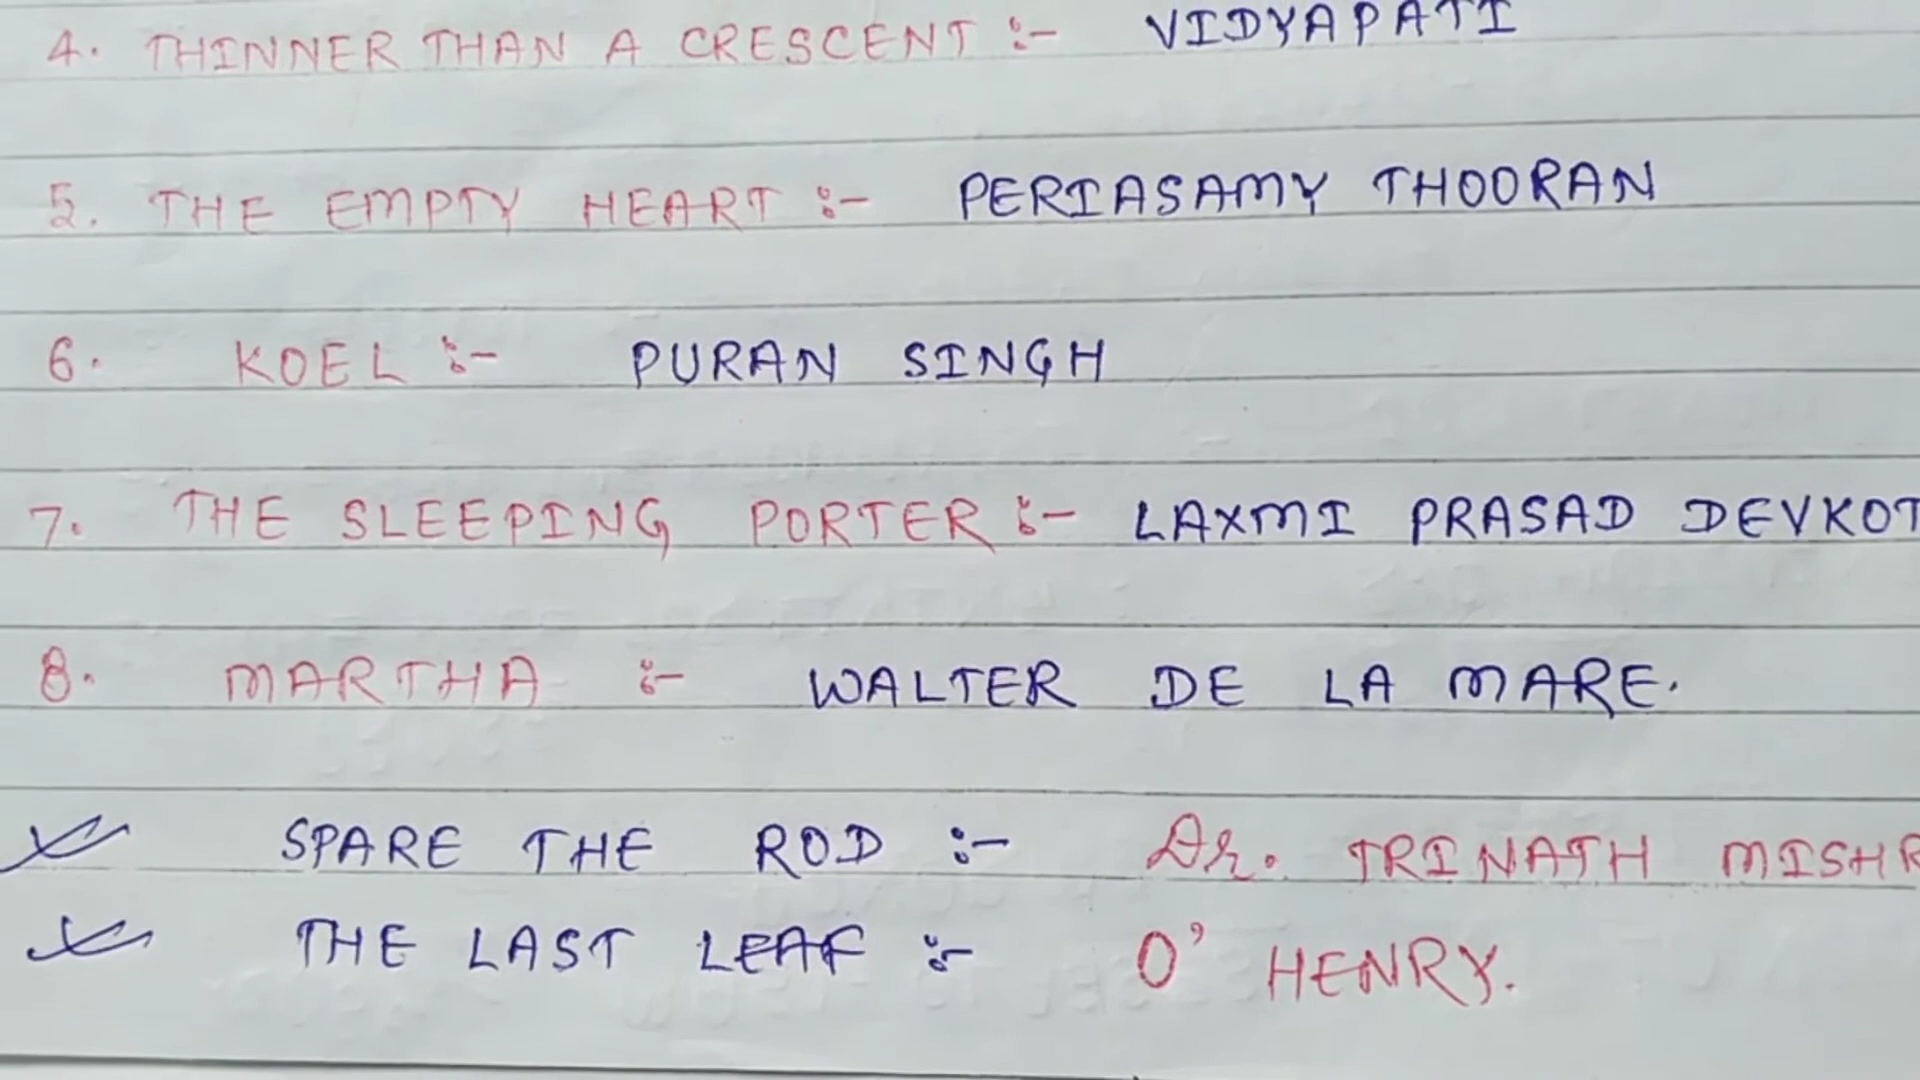 4. THINNER THAN A CRESCENT :- VIDYAPATI
5. THE EMPTY HEART :- PERIASAMY THOORAN
6. KOEL :- PURAN SINGH
7. THE SLEEPING PORTER :- LAXMI PRASAD DEVKOT
8. MARTHA :- WALTER DE LA MARE.
SPARE THE ROD :- Dr. TRINATH MISHR
THE LAST LEAF :- O' HENRY.